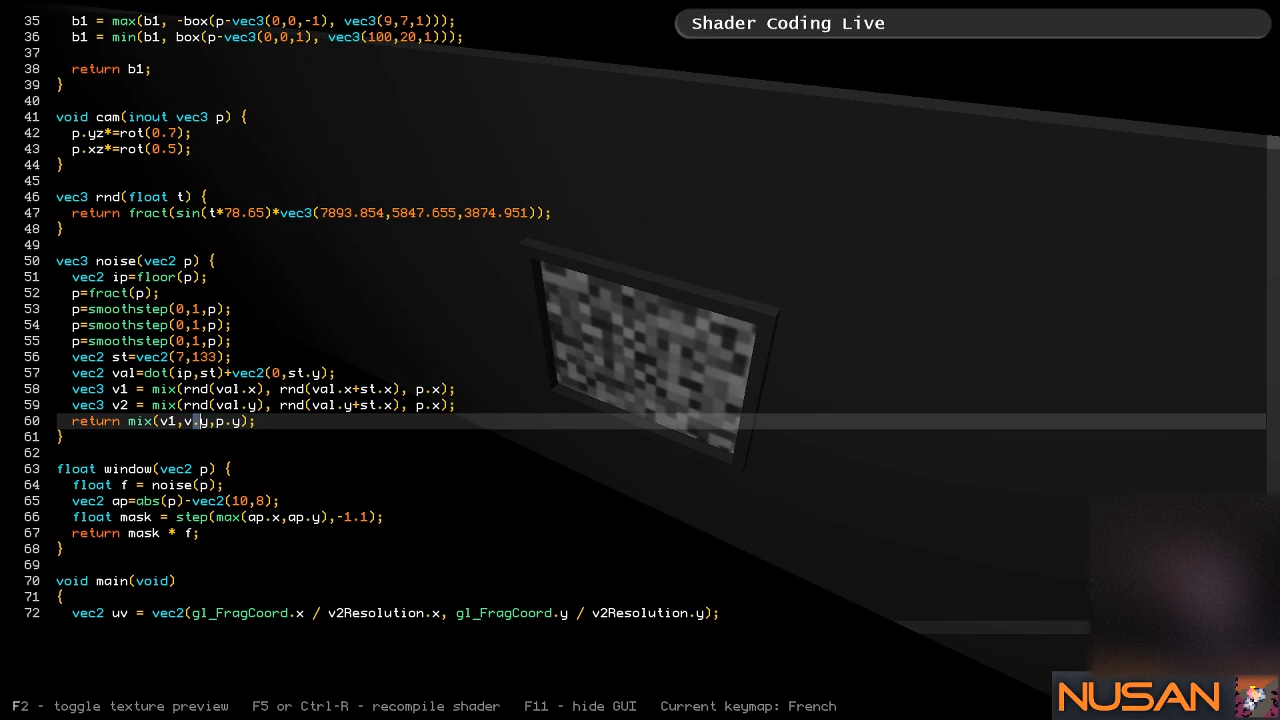 Shader Coding Live
35 b1 = max(b1, -box(p-vec3(0,0,-1), vec3(9,7,1)));
36 b1 = min(b1, box(p-vec3(0,0,1), vec3(100,20,1)));
37
38 return b1;
39 }
40
41 void cam(inout vec3 p) {
42 p.yz*=rot(0.7);
43 p.xz*=rot(0.5);
44 }
45
46 vec3 rnd(float t) {
47 return fract(sin(t*78.65)*vec3(7893.854,5847.655,3874.951));
48 }
49
50 vec3 noise(vec2 p) {
51 vec2 ip=floor(p);
52 p=fract(p);
53 p=smoothstep(0,1,p);
54 p=smoothstep(0,1,p);
55 p=smoothstep(0,1,p);
56 vec2 st=vec2(7,133);
57 vec2 val=dot(ip,st)+vec2(0,st.y);
58 vec3 v1 = mix(rnd(val.x), rnd(val.x+st.x), p.x);
59 vec3 v2 = mix(rnd(val.y), rnd(val.y+st.x), p.x);
60 return mix(v1,v.y,p.y);
61 }
62
63 float window(vec2 p) {
64 float f = noise(p);
65 vec2 ap=abs(p)-vec2(10,8);
66 float mask = step(max(ap.x,ap.y),-1.1);
67 return mask * f;
68 }
69
70 void main(void)
71 {
72 vec2 uv = vec2(gl_FragCoord.x / v2Resolution.x, gl_FragCoord.y / v2Resolution.y);
F2 - toggle texture preview F5 or Ctrl-R - recompile shader F11 - hide GUI Current keymap: French
NUSAN